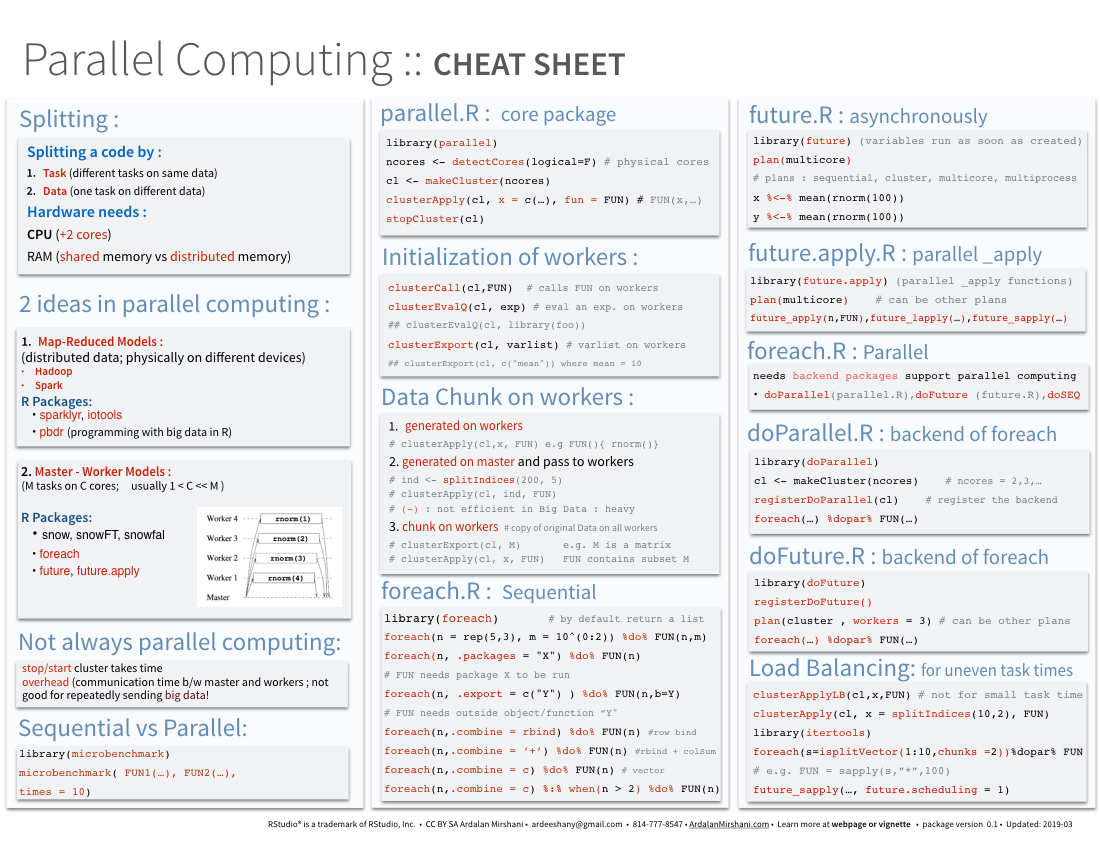 Parallel Computing :: CHEAT SHEET
Splitting :
Splitting a code by :
1. Task (different tasks on same data)
2. Data (one task on different data)
Hardware needs :
CPU (+2 cores)
RAM (shared memory vs distributed memory)
2 ideas in parallel computing :
1. Map-Reduced Models :
(distributed data; physically on different devices)
• Hadoop
• Spark
R Packages:
• sparklyr, iotools
• pbdr (programming with big data in R)
2. Master - Worker Models :
(M tasks on C cores; usually 1 < C << M )
R Packages:
• snow, snowFT, snowfal
• foreach
• future, future.apply
Worker 4 rnorm(1)
Worker 3 rnorm(2)
Worker 2 rnorm(3)
Worker 1 rnorm(4)
Master
Not always parallel computing:
stop/start cluster takes time
overhead (communication time b/w master and workers ; not
good for repeatedly sending big data!
Sequential vs Parallel:
library(microbenchmark)
microbenchmark( FUN1(…), FUN2(…),
times = 10)
parallel.R : core package
library(parallel)
ncores <- detectCores(logical=F) # physical cores
cl <- makeCluster(ncores)
clusterApply(cl, x = c(…), fun = FUN) # FUN(x,…)
stopCluster(cl)
Initialization of workers :
clusterCall(cl,FUN) # calls FUN on workers
clusterEvalQ(cl, exp) # eval an exp. on workers
## clusterEvalQ(cl, library(foo))
clusterExport(cl, varlist) # varlist on workers
## clusterExport(cl, c("mean")) where mean = 10
Data Chunk on workers :
1. generated on workers
# clusterApply(cl,x, FUN) e.g FUN(){ rnorm()}
2. generated on master and pass to workers
# ind <- splitIndices(200, 5)
# clusterApply(cl, ind, FUN)
# (-) : not efficient in Big Data : heavy
3. chunk on workers # copy of original Data on all workers
# clusterExport(cl, M) e.g. M is a matrix
# clusterApply(cl, x, FUN) FUN contains subset M
foreach.R : Sequential
library(foreach) # by default return a list
foreach(n = rep(5,3), m = 10^(0:2)) %do% FUN(n,m)
foreach(n, .packages = "X") %do% FUN(n)
# FUN needs package X to be run
foreach(n, .export = c("Y") ) %do% FUN(n,b=Y)
# FUN needs outside object/function “Y"
foreach(n,.combine = rbind) %do% FUN(n) #row bind
foreach(n,.combine = ‘+’) %do% FUN(n) #rbind + colSum
foreach(n,.combine = c) %do% FUN(n) # vector
foreach(n,.combine = c) %:% when(n > 2) %do% FUN(n)
future.R : asynchronously
library(future) (variables run as soon as created)
plan(multicore)
# plans : sequential, cluster, multicore, multiprocess
x %<-% mean(rnorm(100))
y %<-% mean(rnorm(100))
future.apply.R : parallel _apply
library(future.apply) (parallel _apply functions)
plan(multicore) # can be other plans
future_apply(n,FUN),future_lapply(…),future_sapply(…)
foreach.R : Parallel
needs backend packages support parallel computing
• doParallel(parallel.R),doFuture (future.R),doSEQ
doParallel.R : backend of foreach
library(doParallel)
cl <- makeCluster(ncores) # ncores = 2,3,…
registerDoParallel(cl) # register the backend
foreach(…) %dopar% FUN(…)
doFuture.R : backend of foreach
library(doFuture)
registerDoFuture()
plan(cluster , workers = 3) # can be other plans
foreach(…) %dopar% FUN(…)
Load Balancing: for uneven task times
clusterApplyLB(cl,x,FUN) # not for small task time
clusterApply(cl, x = splitIndices(10,2), FUN)
library(itertools)
foreach(s=isplitVector(1:10,chunks =2))%dopar% FUN
# e.g. FUN = sapply(s,”*”,100)
future_sapply(…, future.scheduling = 1)
RStudio® is a trademark of RStudio, Inc. • CC BY SA Ardalan Mirshani • ardeeshany@gmail.com • 814-777-8547 • ArdalanMirshani.com • Learn more at webpage or vignette • package version 0.1 • Updated: 2019-03